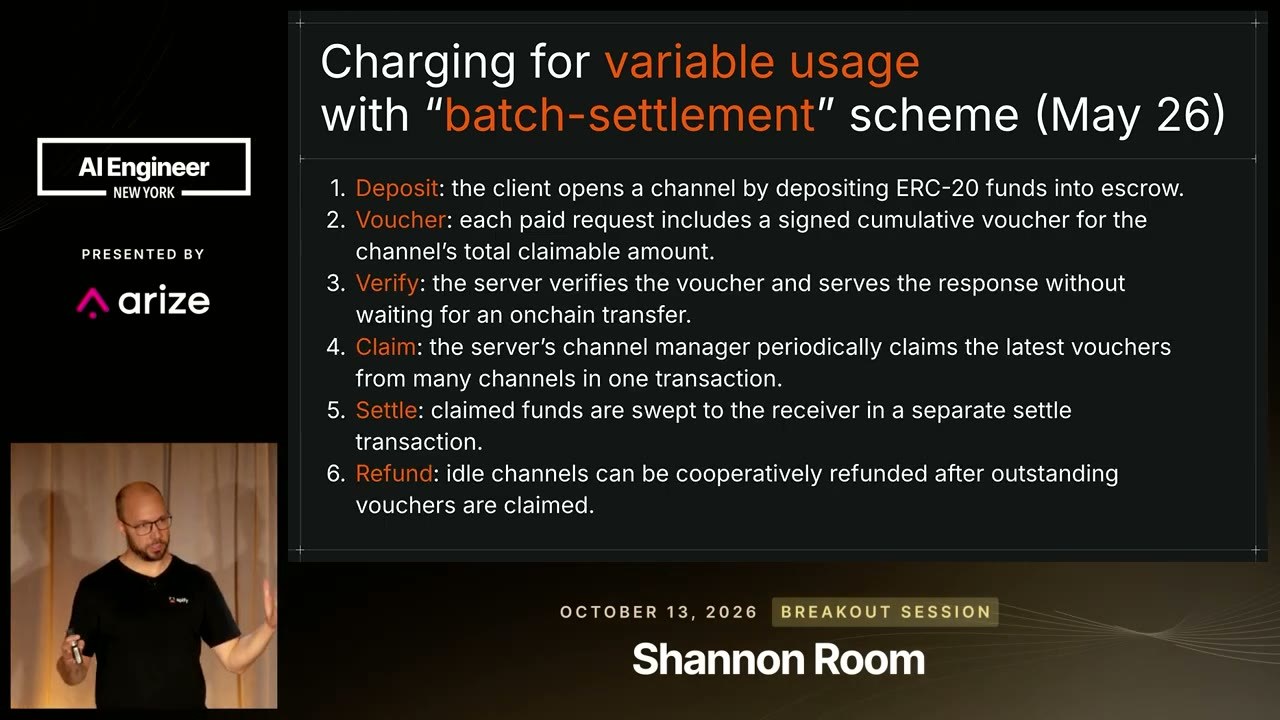 Charging for variable usage
with “batch-settlement” scheme (May 26)
AI Engineer
NEW YORK
PRESENTED BY
arize
1. Deposit: the client opens a channel by depositing ERC-20 funds into escrow.
2. Voucher: each paid request includes a signed cumulative voucher for the
channel’s total claimable amount.
3. Verify: the server verifies the voucher and serves the response without
waiting for an onchain transfer.
4. Claim: the server’s channel manager periodically claims the latest vouchers
from many channels in one transaction.
5. Settle: claimed funds are swept to the receiver in a separate settle
transaction.
6. Refund: idle channels can be cooperatively refunded after outstanding
vouchers are claimed.
OCTOBER 13, 2026 BREAKOUT SESSION
Shannon Room